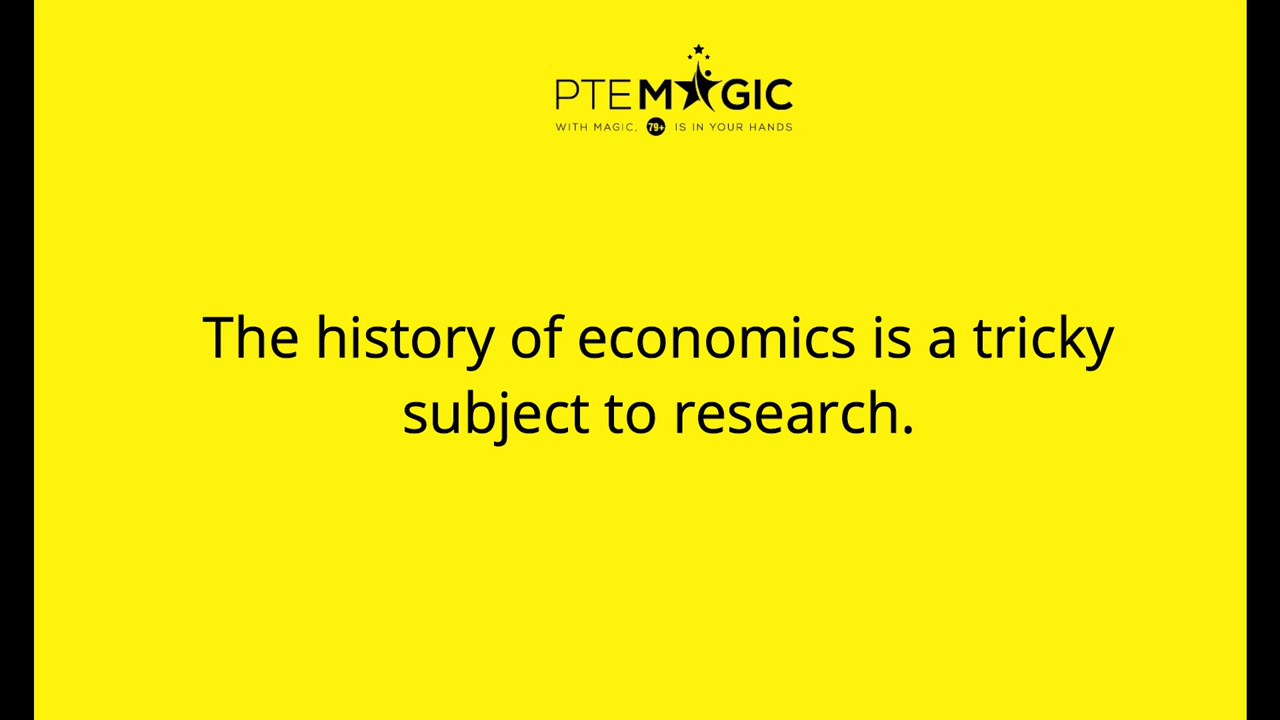 PTEMAGIC
WITH MAGIC, 79+ IS IN YOUR HANDS
The history of economics is a tricky
subject to research.